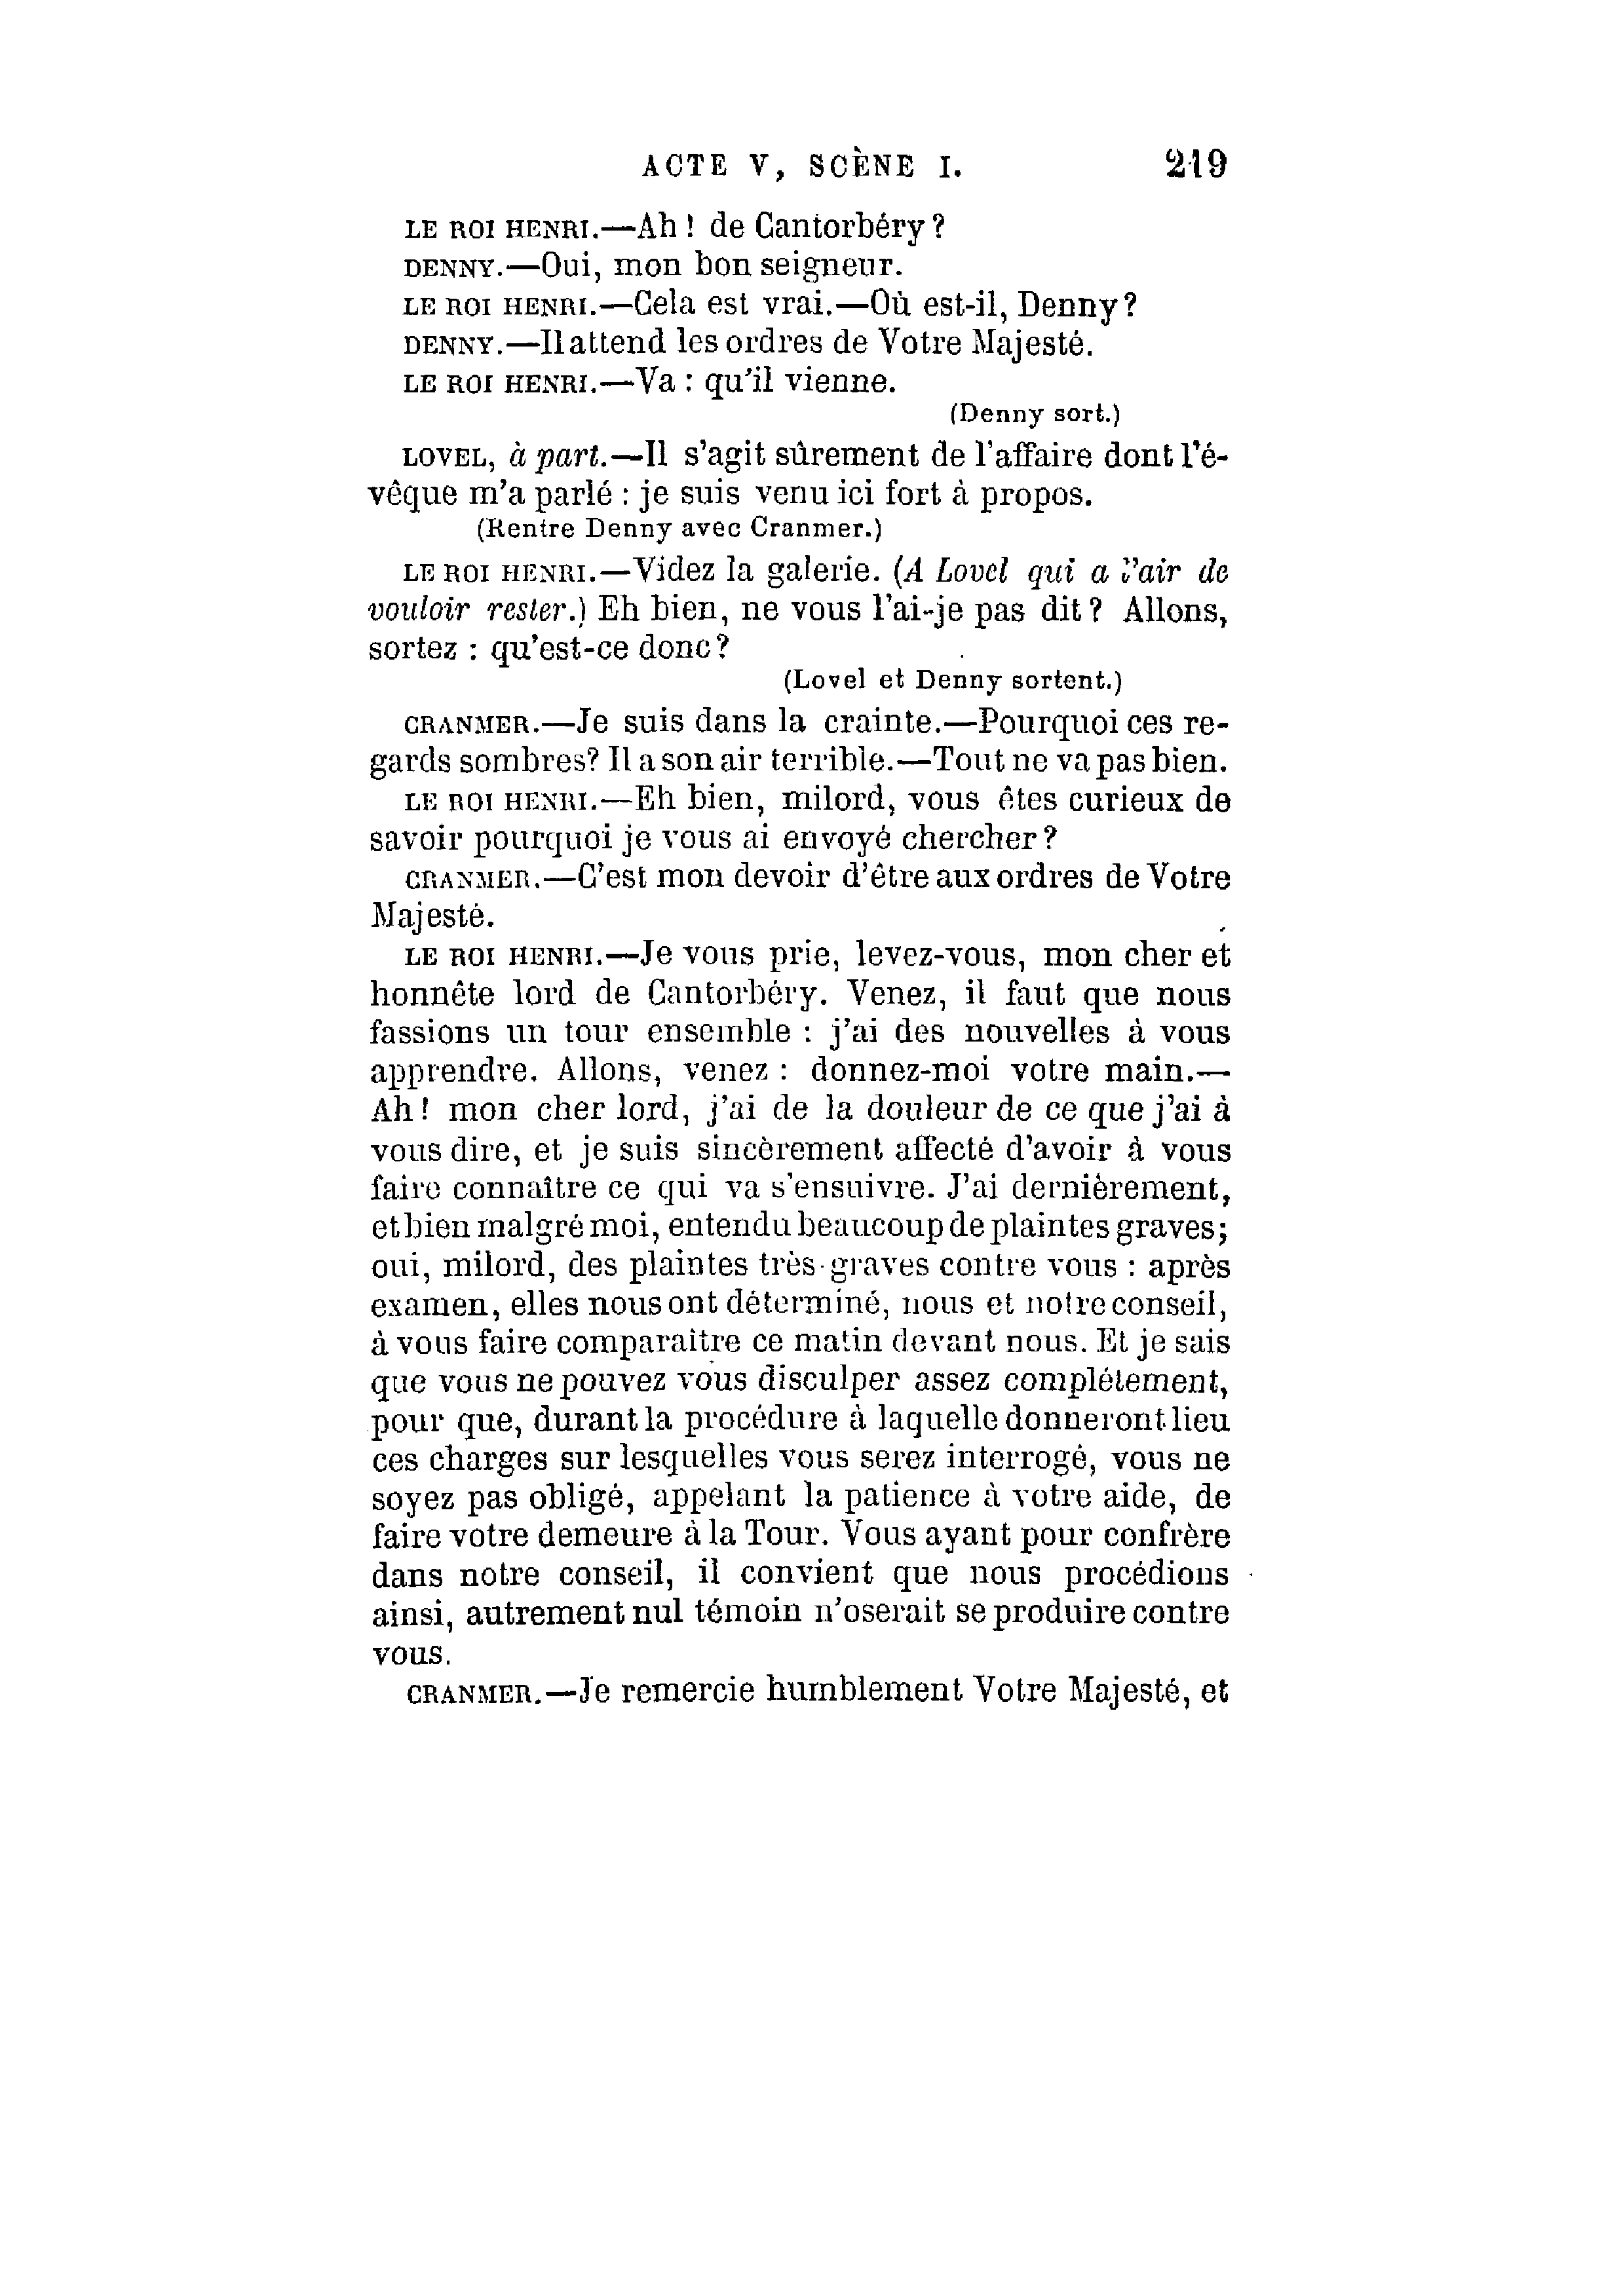 ACTE V, SCÈNE I. 219
LE ROI HENRI.—Ah ! de Cantorbéry ?
DENNY.—Oui, mon bon seigneur.
LE ROI HENRI.—Cela est vrai.—Où est-il, Denny ?
DENNY.—Il attend les ordres de Votre Majesté.
LE ROI HENRI.—Va : qu'il vienne.
(Denny sort.)
LOVEL, à part.—Il s'agit sûrement de l'affaire dont l'é-
vêque m'a parlé : je suis venu ici fort à propos.
(Rentre Denny avec Cranmer.)
LE ROI HENRI.—Videz la galerie. (A Lovel qui a l'air de
vouloir rester.) Eh bien, ne vous l'ai-je pas dit ? Allons,
sortez : qu'est-ce donc ?
(Lovel et Denny sortent.)
CRANMER.—Je suis dans la crainte.—Pourquoi ces re-
gards sombres? Il a son air terrible.—Tout ne va pas bien.
LE ROI HENRI.—Eh bien, milord, vous êtes curieux de
savoir pourquoi je vous ai envoyé chercher ?
CRANMER.—C'est mon devoir d'être aux ordres de Votre
Majesté.
LE ROI HENRI.—Je vous prie, levez-vous, mon cher et
honnête lord de Cantorbéry. Venez, il faut que nous
fassions un tour ensemble : j'ai des nouvelles à vous
apprendre. Allons, venez : donnez-moi votre main.—
Ah ! mon cher lord, j'ai de la douleur de ce que j'ai à
vous dire, et je suis sincèrement affecté d'avoir à vous
faire connaître ce qui va s'ensuivre. J'ai dernièrement,
et bien malgré moi, entendu beaucoup de plaintes graves;
oui, milord, des plaintes très-graves contre vous : après
examen, elles nous ont déterminé, nous et notre conseil,
à vous faire comparaître ce matin devant nous. Et je sais
que vous ne pouvez vous disculper assez complétement,
pour que, durant la procédure à laquelle donneront lieu
ces charges sur lesquelles vous serez interrogé, vous ne
soyez pas obligé, appelant la patience à votre aide, de
faire votre demeure à la Tour. Vous ayant pour confrère
dans notre conseil, il convient que nous procédions
ainsi, autrement nul témoin n'oserait se produire contre
vous.
CRANMER.—Je remercie humblement Votre Majesté, et